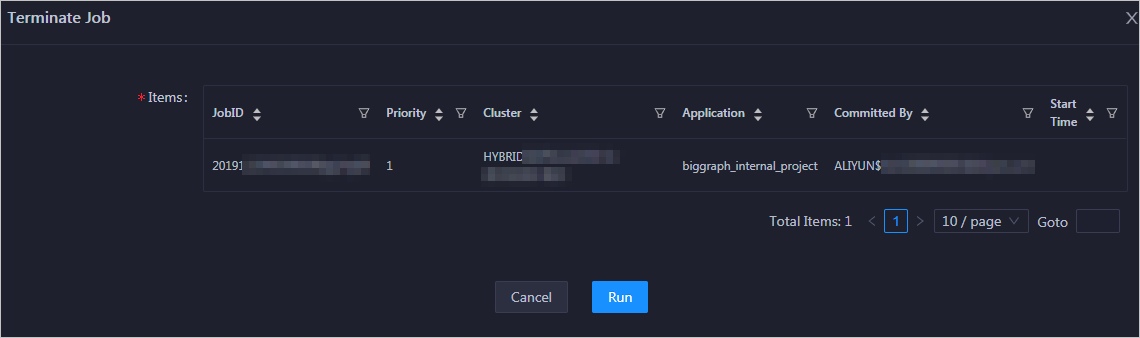 Terminate Job
X
* Items:
JobID Priority Cluster Application Committed By Start Time
20191 1 HYBRID biggraph_internal_project ALIYUN$
Total Items: 1 < 1 > 10 / page Goto
Cancel Run